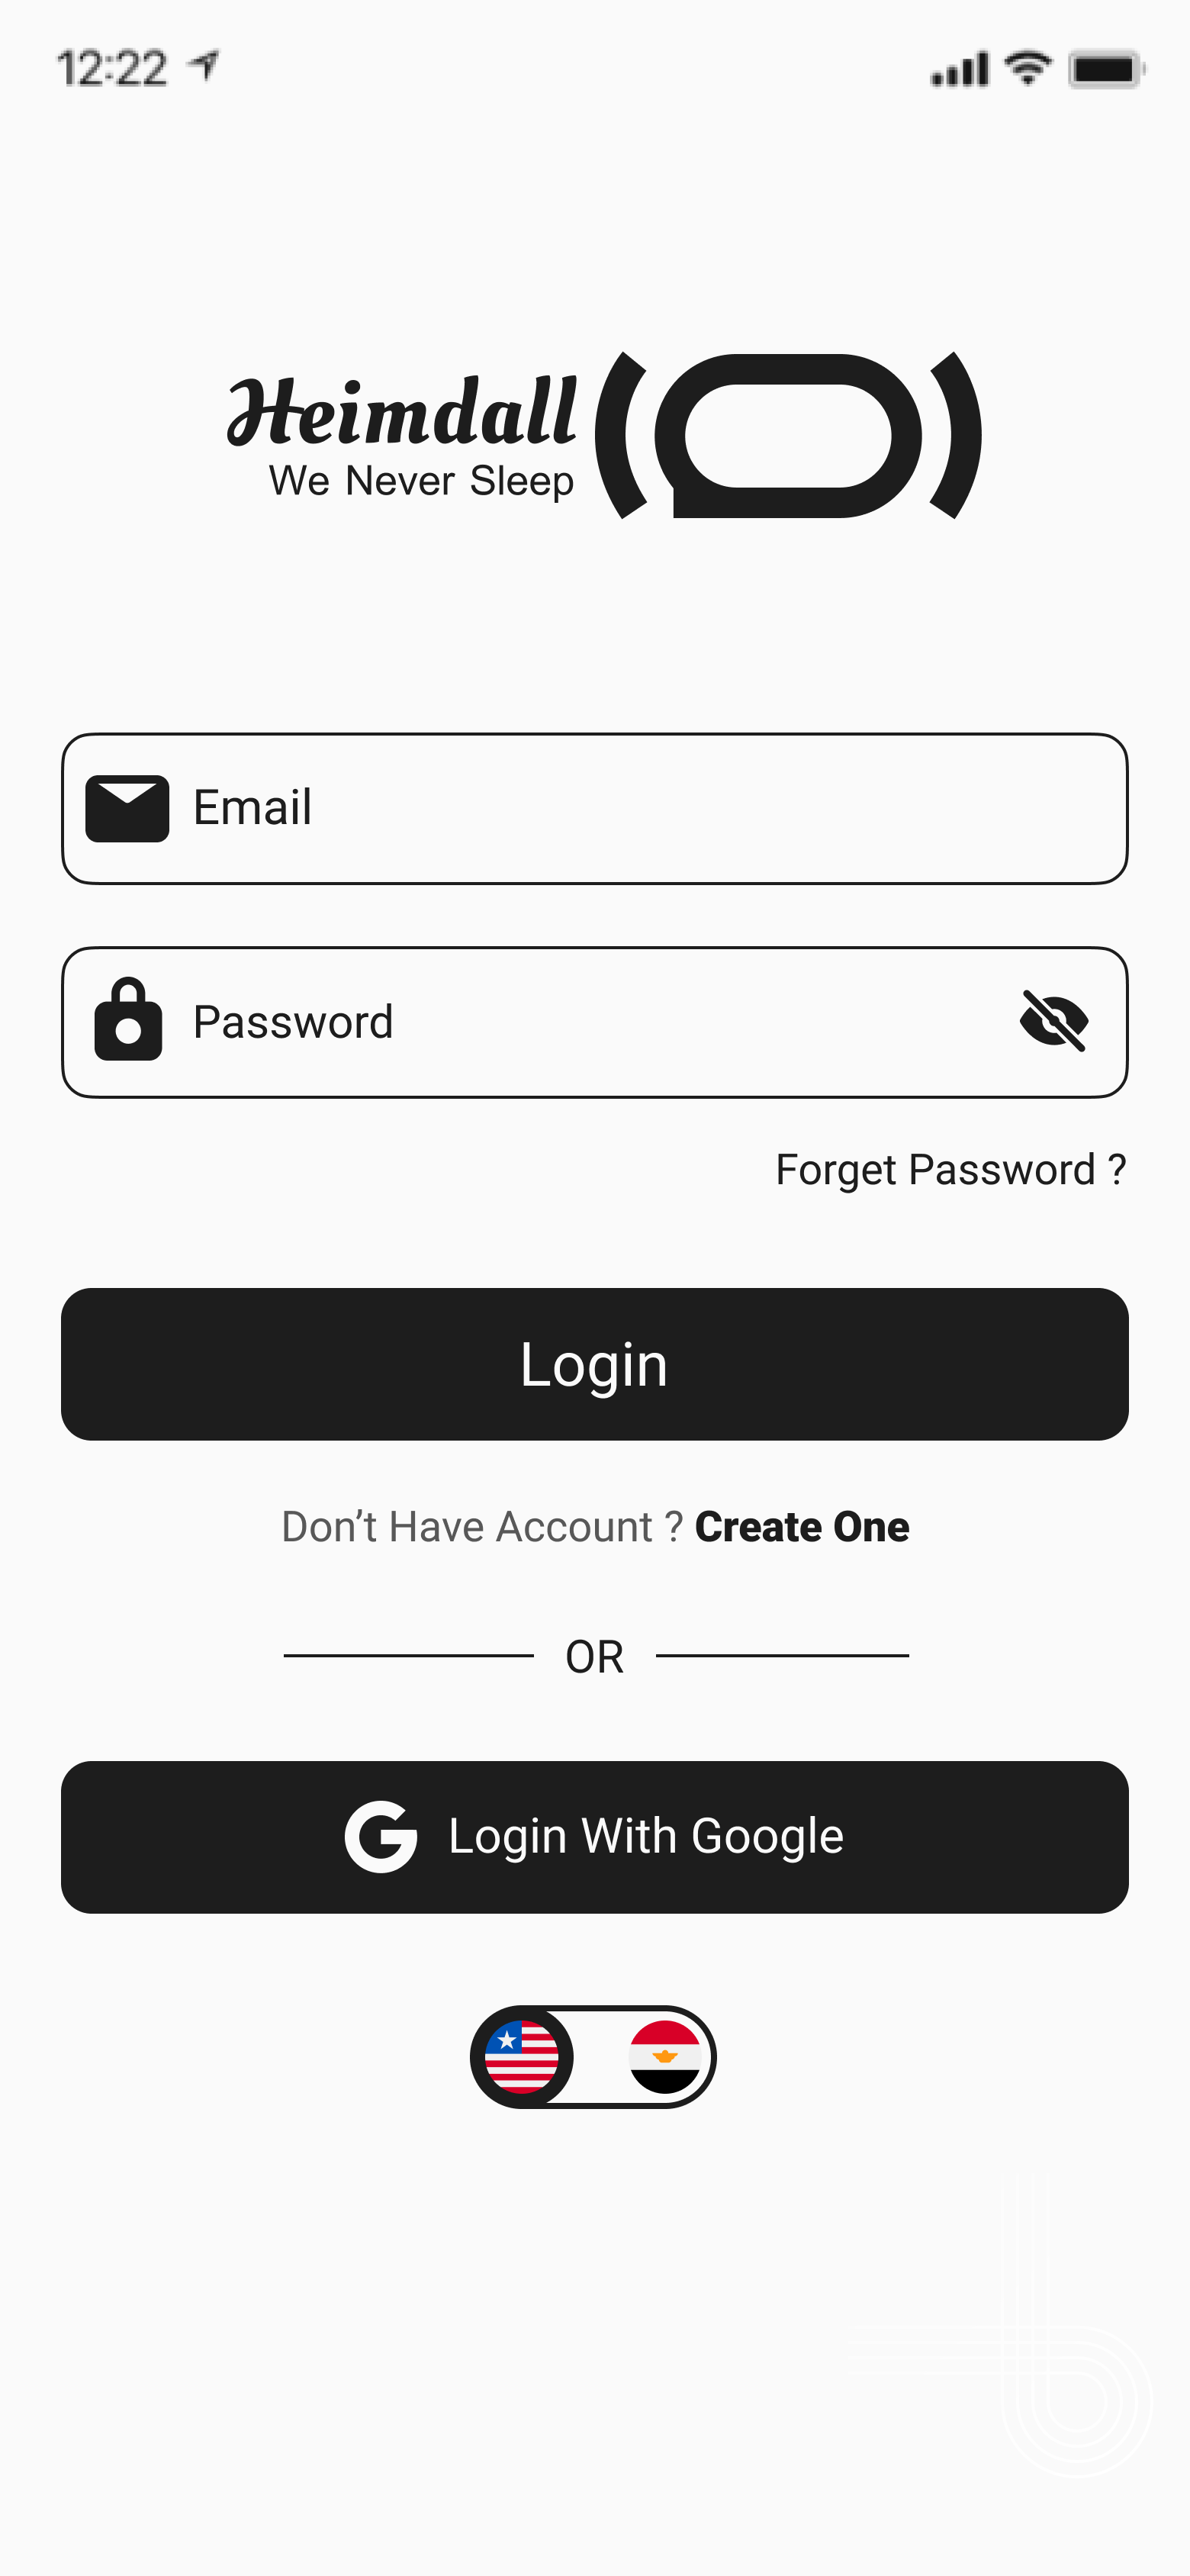 12:22
Heimdall
We Never Sleep
Email
Password
Forget Password ?
Login
Don’t Have Account ? Create One
OR
Login With Google